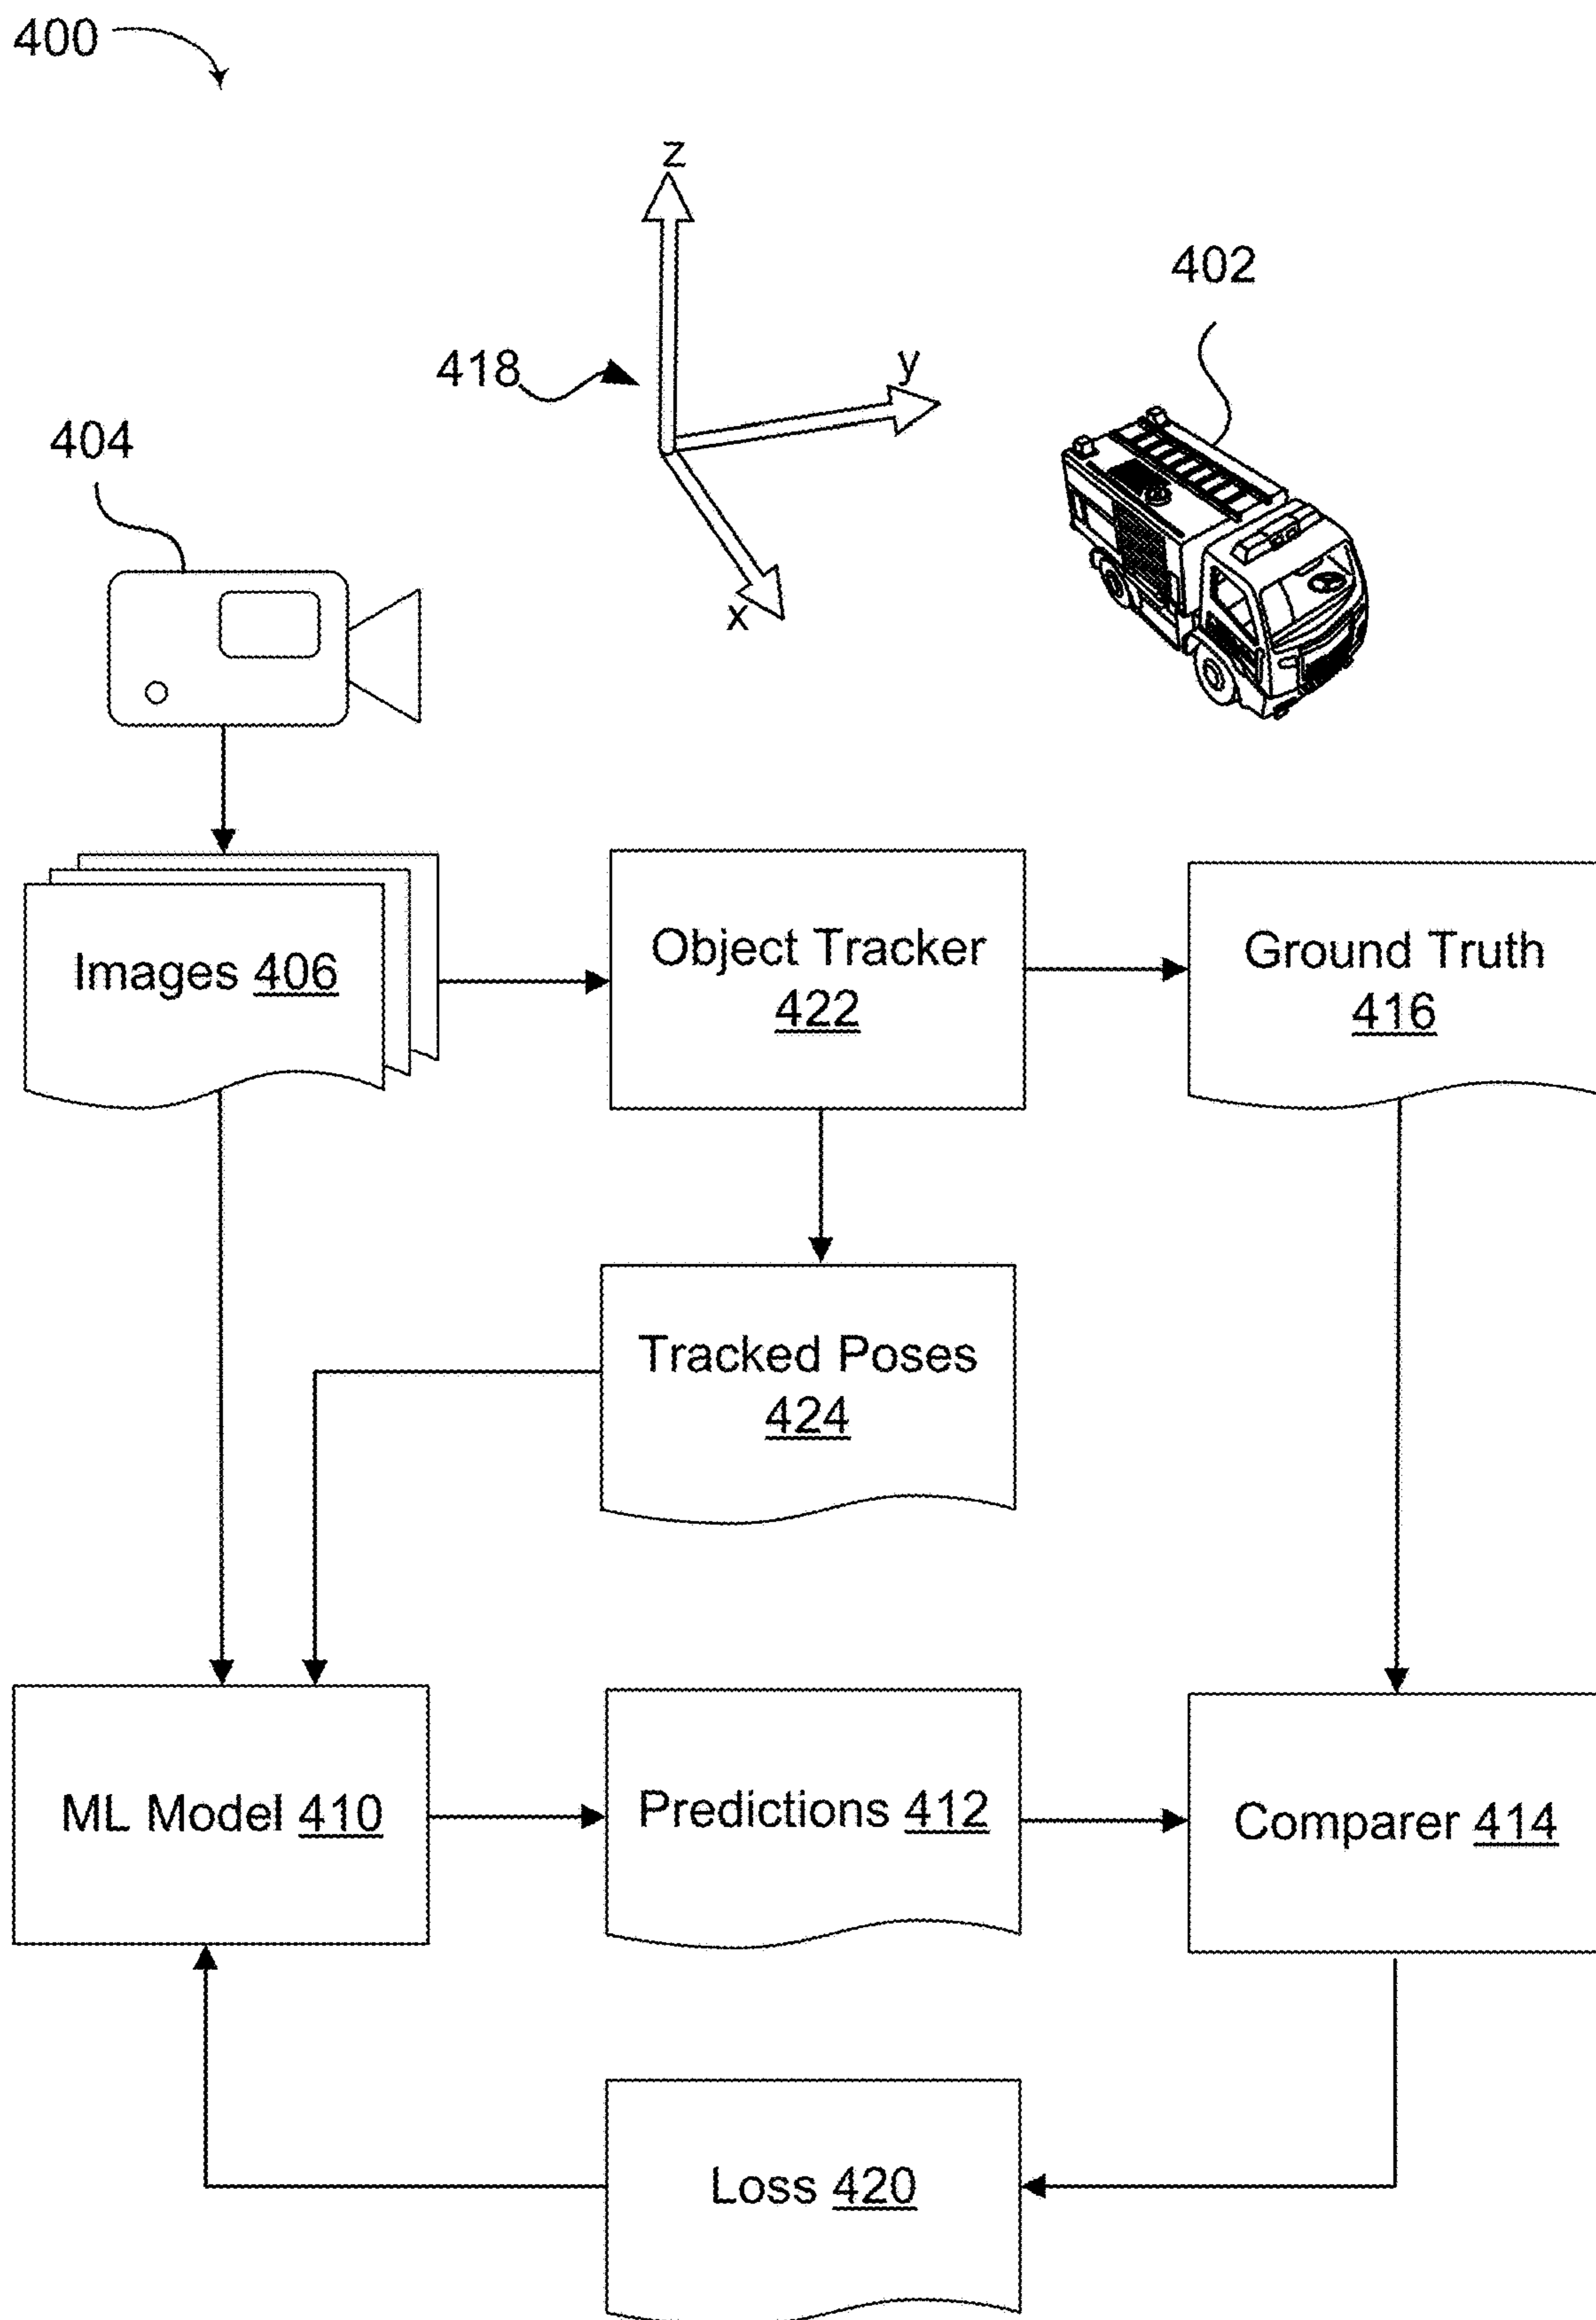 400
z
402
418
y
404
x
Images 406
Object Tracker
422
Ground Truth
416
Tracked Poses
424
ML Model 410
Predictions 412
Comparer 414
Loss 420